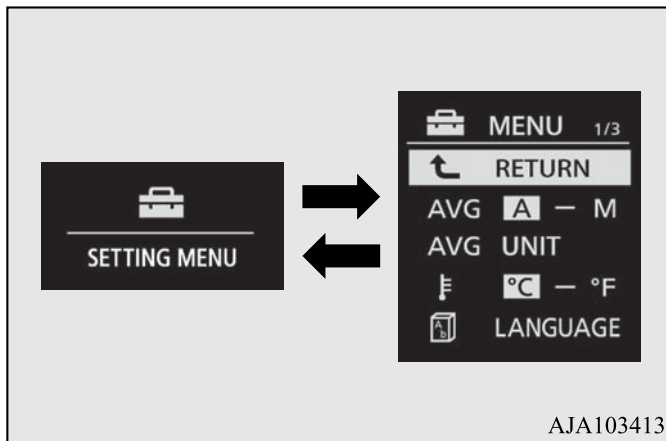 SETTING MENU
MENU 1/3
RETURN
AVG A – M
AVG UNIT
°C – °F
A b LANGUAGE
AJA103413